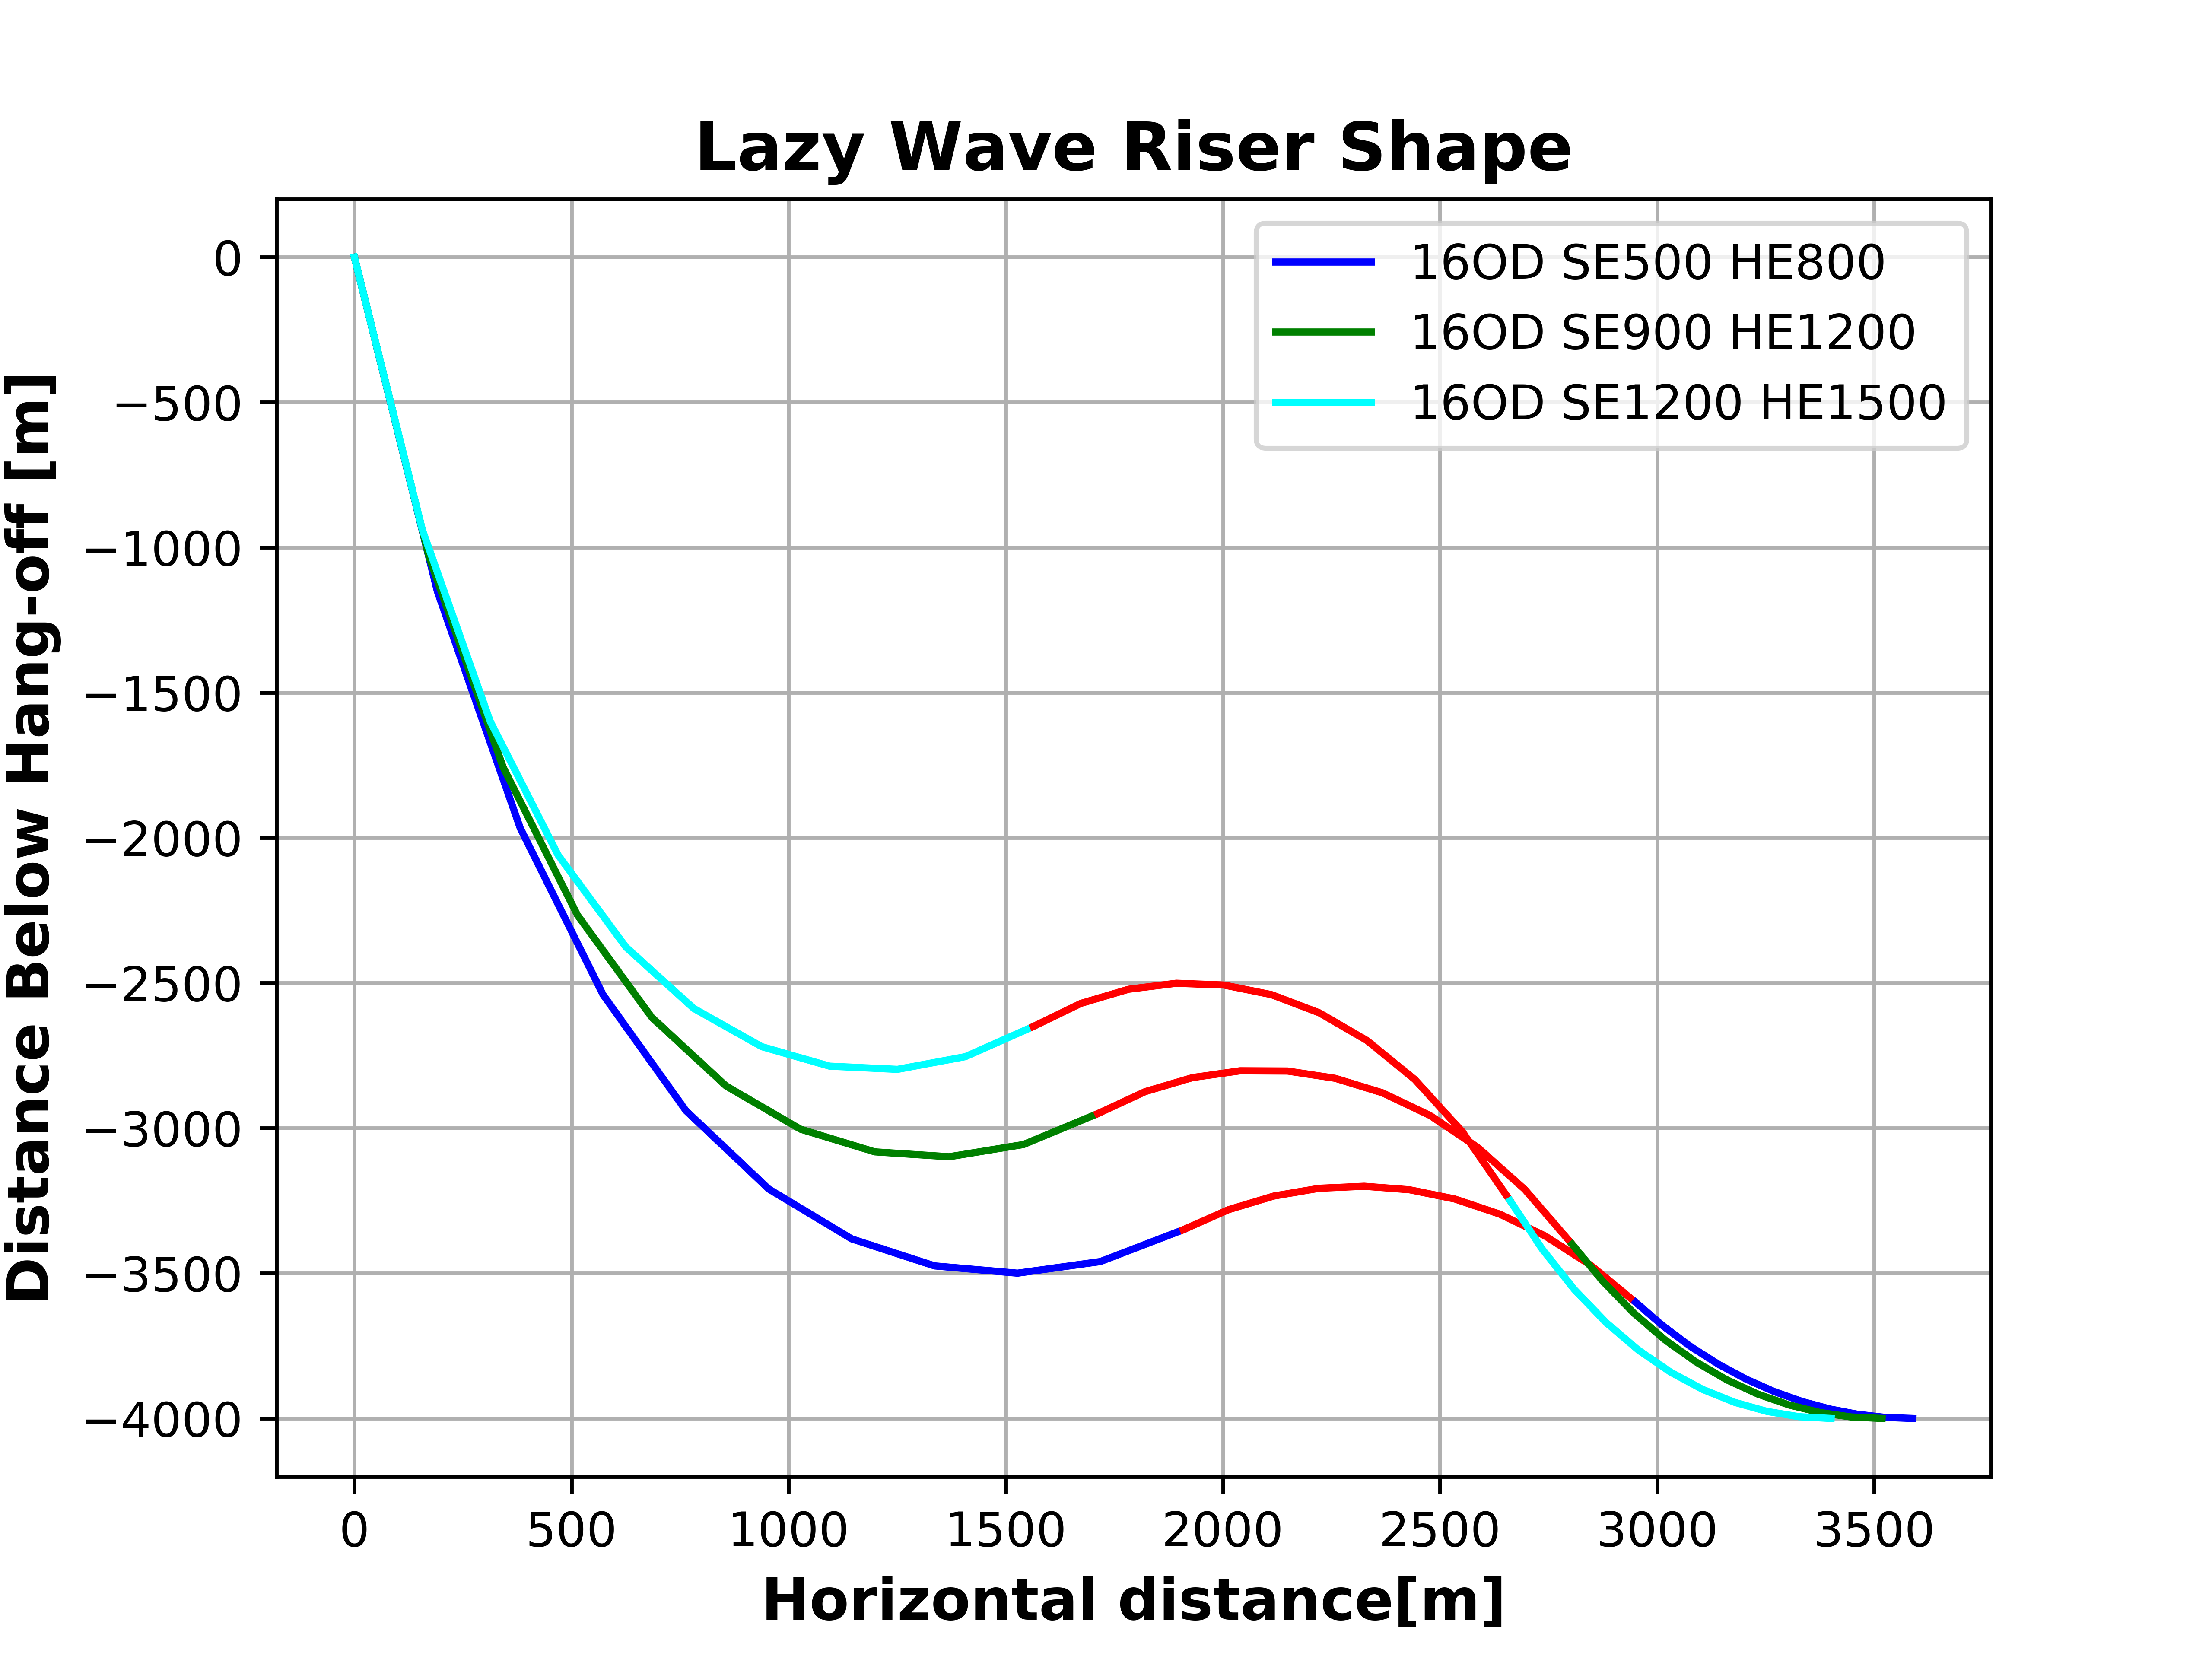 Lazy Wave Riser Shape
16OD SE500 HE800
16OD SE900 HE1200
16OD SE1200 HE1500
Distance Below Hang-off [m]
0
−500
−1000
−1500
−2000
−2500
−3000
−3500
−4000
0 500 1000 1500 2000 2500 3000 3500
Horizontal distance[m]